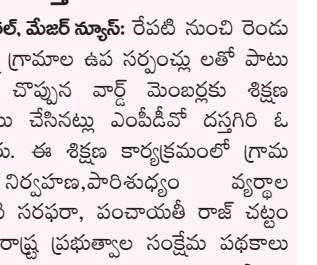 మేజర్ న్యూస్: రేపటి నుంచి రెండు
గ్రామాల ఉప సర్పంచ్లు లతో పాటు
చొప్పున వార్డ్ మెంబర్లకు శిక్షణ
చేసినట్లు ఎంపీడీవో దస్తగిరి ఓ
ఈ శిక్షణ కార్యక్రమంలో గ్రామ
నిర్వహణ,పారిశుధ్యం వ్యర్థాల
సరఫరా, పంచాయతీ రాజ్ చట్టం
రాష్ట్ర ప్రభుత్వాల సంక్షేమ పథకాలు